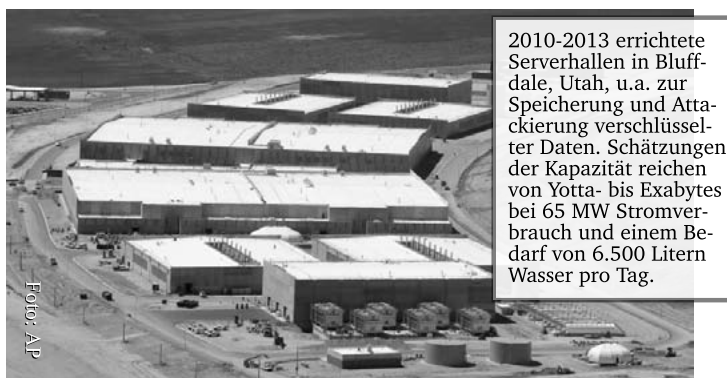 2010-2013 errichtete
Serverhallen in Bluff-
dale, Utah, u.a. zur
Speicherung und Atta-
ckierung verschlüssel-
ter Daten. Schätzungen
der Kapazität reichen
von Yotta- bis Exabytes
bei 65 MW Stromver-
brauch und einem Be-
darf von 6.500 Litern
Wasser pro Tag.
Foto: AP